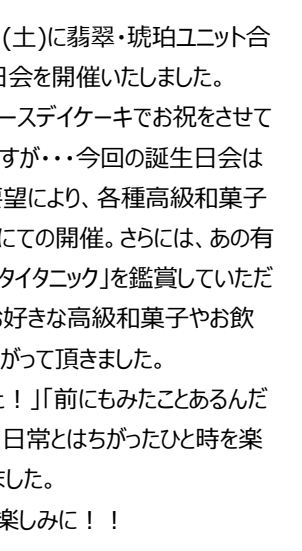 (土)に翡翠・琥珀ユニット合
日会を開催いたしました。
ースデイケーキでお祝をさせて
すが・・・今回の誕生日会は
望により、各種高級和菓子
にての開催。さらには、あの有
タイタニック」を鑑賞していただ
お好きな高級和菓子やお飲
がって頂きました。
!」「前にもみたことあるんだ
日常とはちがったひと時を楽
ました。
楽しみに!!